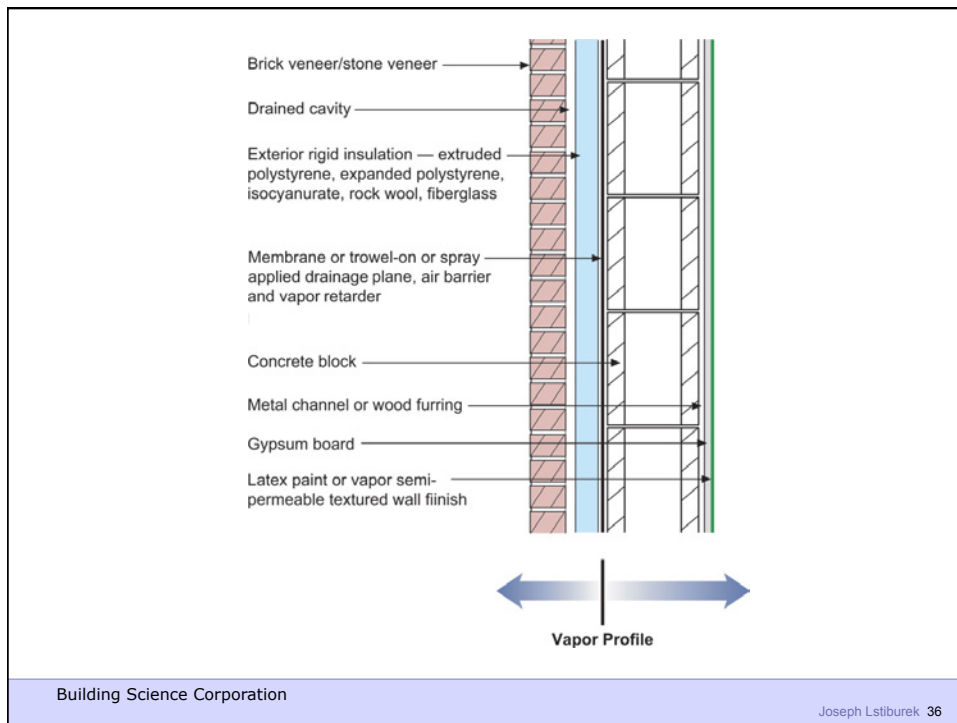 Brick veneer/stone veneer
Drained cavity
Exterior rigid insulation — extruded
polystyrene, expanded polystyrene,
isocyanurate, rock wool, fiberglass
Membrane or trowel-on or spray
applied drainage plane, air barrier
and vapor retarder
Concrete block
Metal channel or wood furring
Gypsum board
Latex paint or vapor semi-
permeable textured wall fiinish
Vapor Profile
Building Science Corporation
Joseph Lstiburek 36